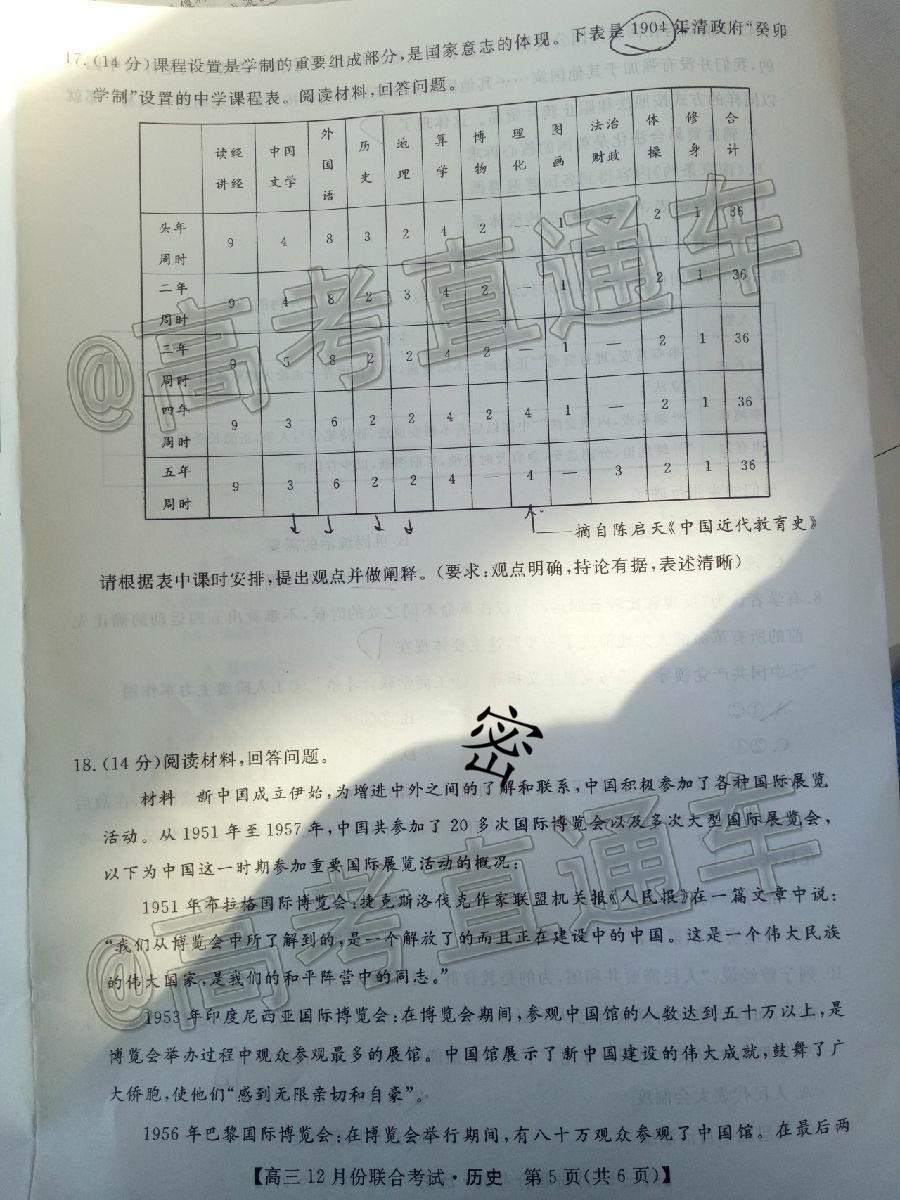 17.(14分)课程设置是学制的重要组成部分,是国家意志的体现。下表是1904年清政府“癸卯
学制”设置的中学课程表。阅读材料,回答问题。
读经讲经 中国文学 外国语 历史 地理 算学 博物 理化 图画 法治财政 体操 修身 合计
头年周时 9 4 8 3 2 4 2 — 1 — 2 1 36
二年周时 9 4 8 2 3 4 2 — 1 — 2 1 36
三年周时 9 5 8 2 2 4 2 1 — 2 1 36
四年周时 9 3 6 2 2 4 2 4 1 — 2 1 36
五年周时 9 3 6 2 2 4 — 4 — 3 2 1 36
——摘自陈启天《中国近代教育史》
请根据表中课时安排,提出观点并做阐释。(要求:观点明确,持论有据,表述清晰)
密
18.(14分)阅读材料,回答问题。
材料 新中国成立伊始,为增进中外之间的了解和联系,中国积极参加了各种国际展览
活动。从1951年至1957年,中国共参加了20多次国际博览会以及多次大型国际展览会,
以下为中国这一时期参加重要国际展览活动的概况:
1951年布拉格国际博览会:捷克斯洛伐克作家联盟机关报《人民报》在一篇文章中说:
“我们从博览会中所了解到的,是一个解放了的而且正在建设中的中国。这是一个伟大民族
的伟大国家,是我们的和平阵营中的同志。”
1953年印度尼西亚国际博览会:在博览会期间,参观中国馆的人数达到五十万以上,是
博览会举办过程中观众参观最多的展馆。中国馆展示了新中国建设的伟大成就,鼓舞了广
大侨胞,使他们“感到无限亲切和自豪”。
1956年巴黎国际博览会:在博览会举行期间,有八十万观众参观了中国馆。在最后两
【高三12月份联合考试·历史 第5页(共6页)】
@高考直通车
@高考直通车